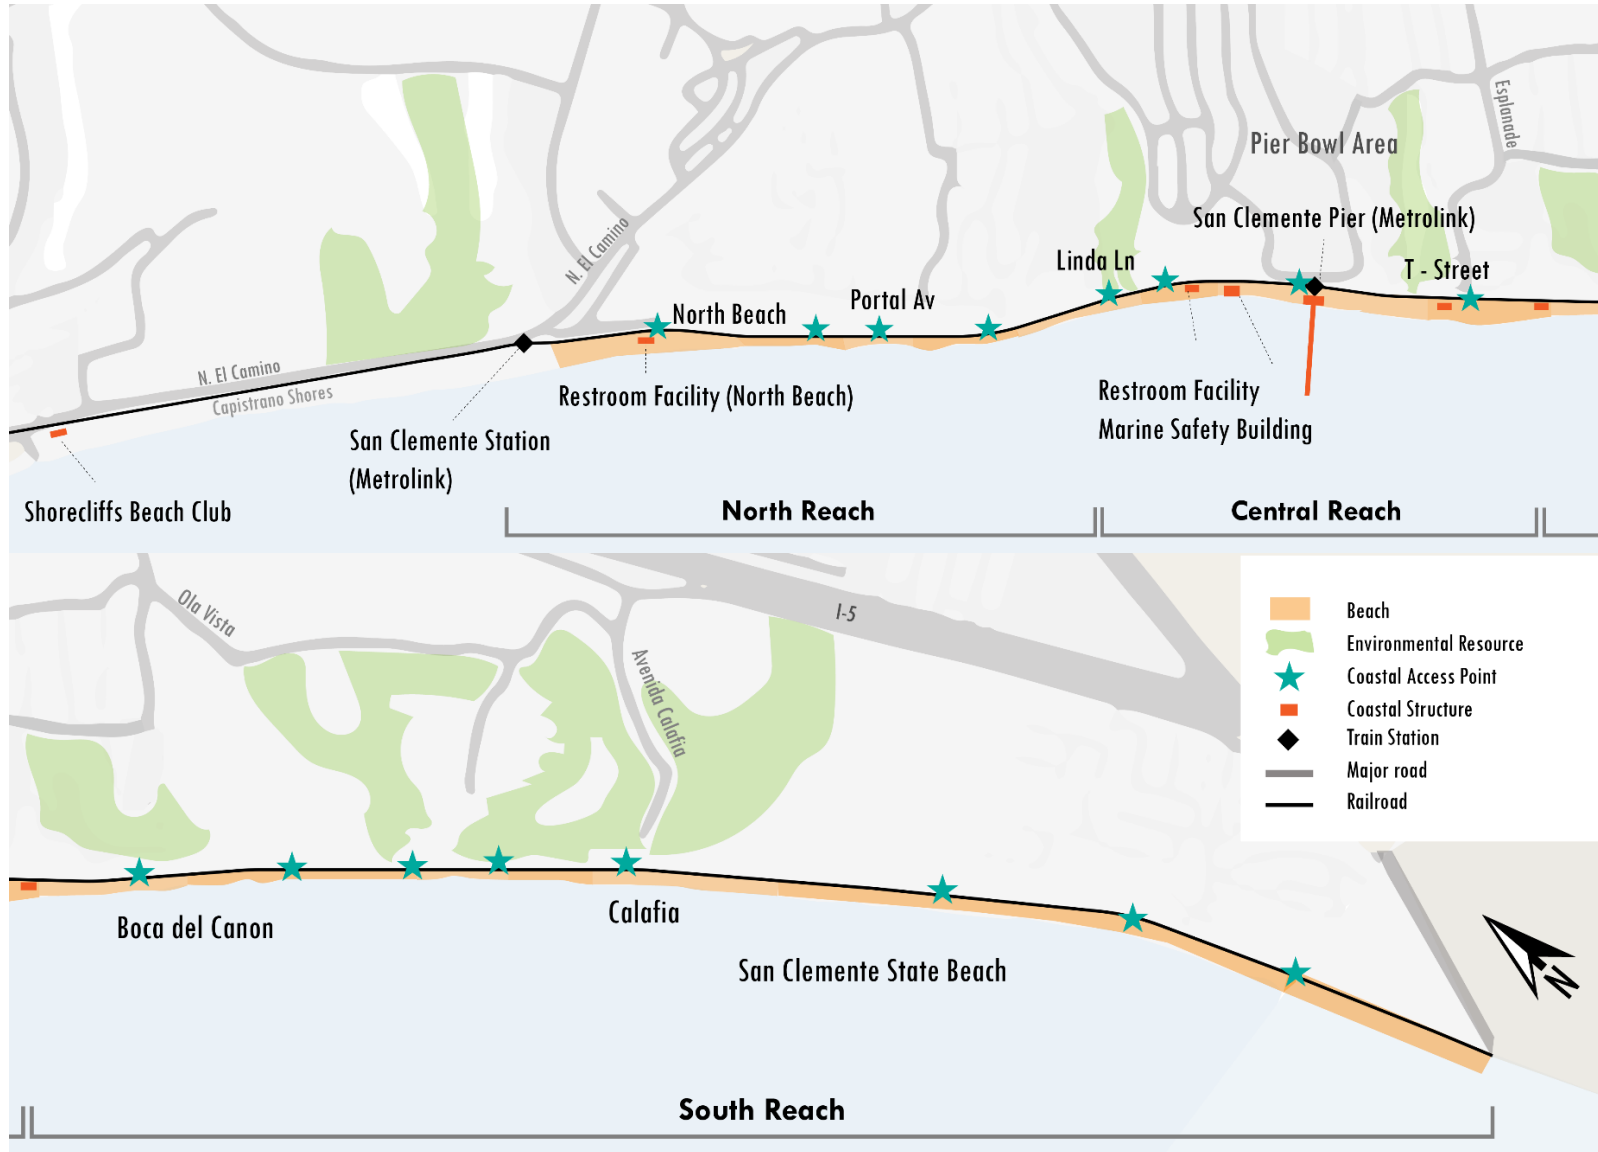 Esplanade
Pier Bowl Area
San Clemente Pier (Metrolink)
N. El Camino
Linda Ln
T - Street
Portal Av
North Beach
N. El Camino
Capistrano Shores
Restroom Facility (North Beach)
Restroom Facility
Marine Safety Building
San Clemente Station
(Metrolink)
Shorecliffs Beach Club
North Reach
Central Reach
Ola Vista
I-5
Avenida Calafia
Beach
Environmental Resource
Coastal Access Point
Coastal Structure
Train Station
Major road
Railroad
Boca del Canon
Calafia
San Clemente State Beach
N
South Reach